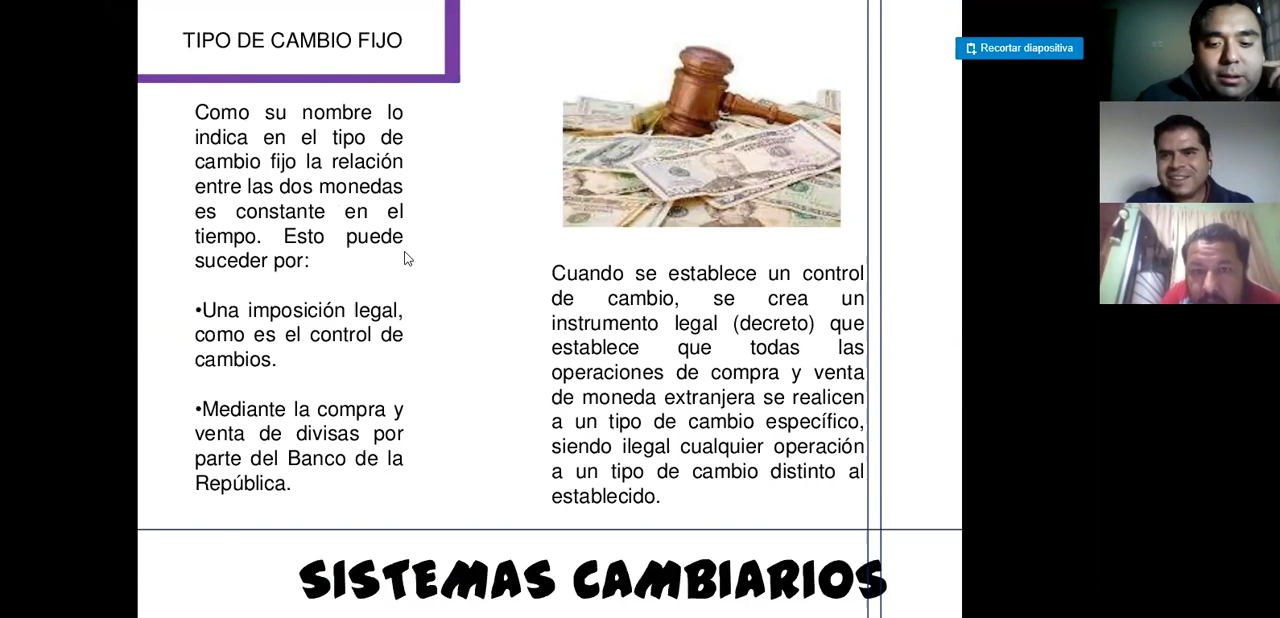 TIPO DE CAMBIO FIJO
Recortar diapositiva
Como su nombre lo
indica en el tipo de
cambio fijo la relación
entre las dos monedas
es constante en el
tiempo. Esto puede
suceder por:
•Una imposición legal,
como es el control de
cambios.
•Mediante la compra y
venta de divisas por
parte del Banco de la
República.
Cuando se establece un control
de cambio, se crea un
instrumento legal (decreto) que
establece que todas las
operaciones de compra y venta
de moneda extranjera se realicen
a un tipo de cambio específico,
siendo ilegal cualquier operación
a un tipo de cambio distinto al
establecido.
SISTEMAS CAMBIARIOS